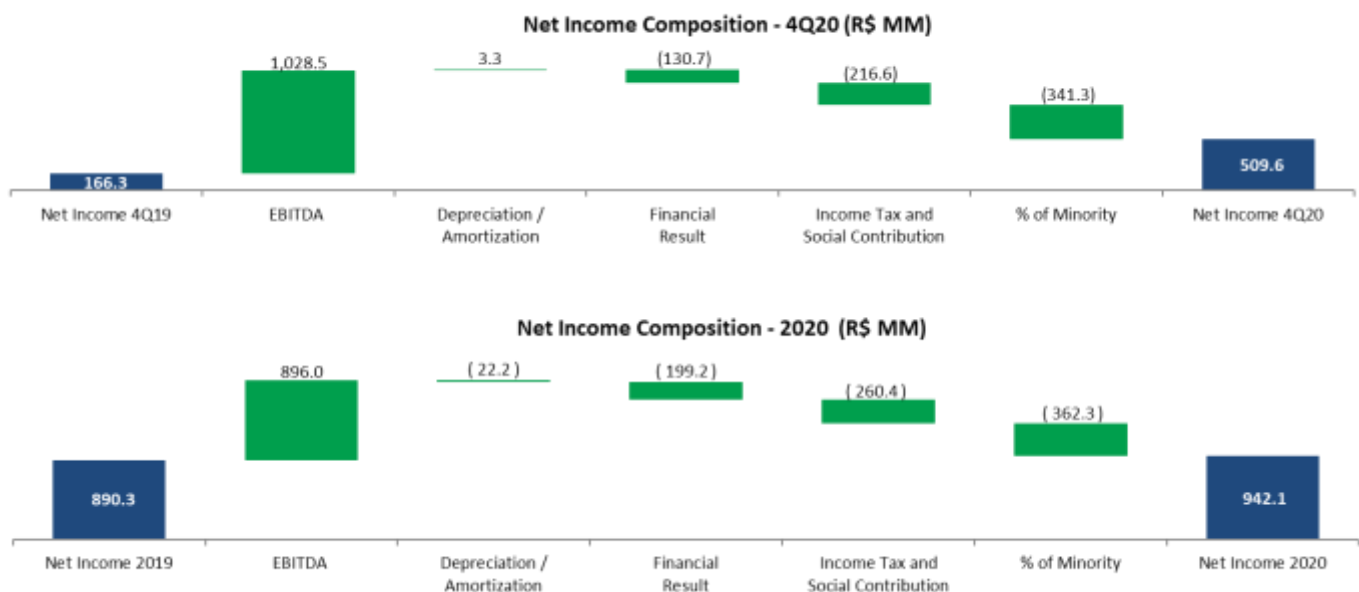 Net Income Composition - 4Q20 (R$ MM)
1,028.5
3.3
(130.7)
(216.6)
(341.3)
166.3
509.6
Net Income 4Q19
EBITDA
Depreciation /
Amortization
Financial
Result
Income Tax and
Social Contribution
% of Minority
Net Income 4Q20
Net Income Composition - 2020 (R$ MM)
896.0
( 22.2 )
( 199.2 )
( 260.4 )
( 362.3 )
890.3
942.1
Net Income 2019
EBITDA
Depreciation /
Amortization
Financial
Result
Income Tax and
Social Contribution
% of Minority
Net Income 2020